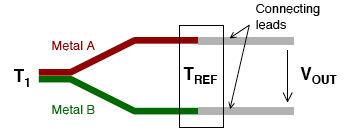 Connecting
leads
Metal A
T1
TREF
VOUT
Metal B